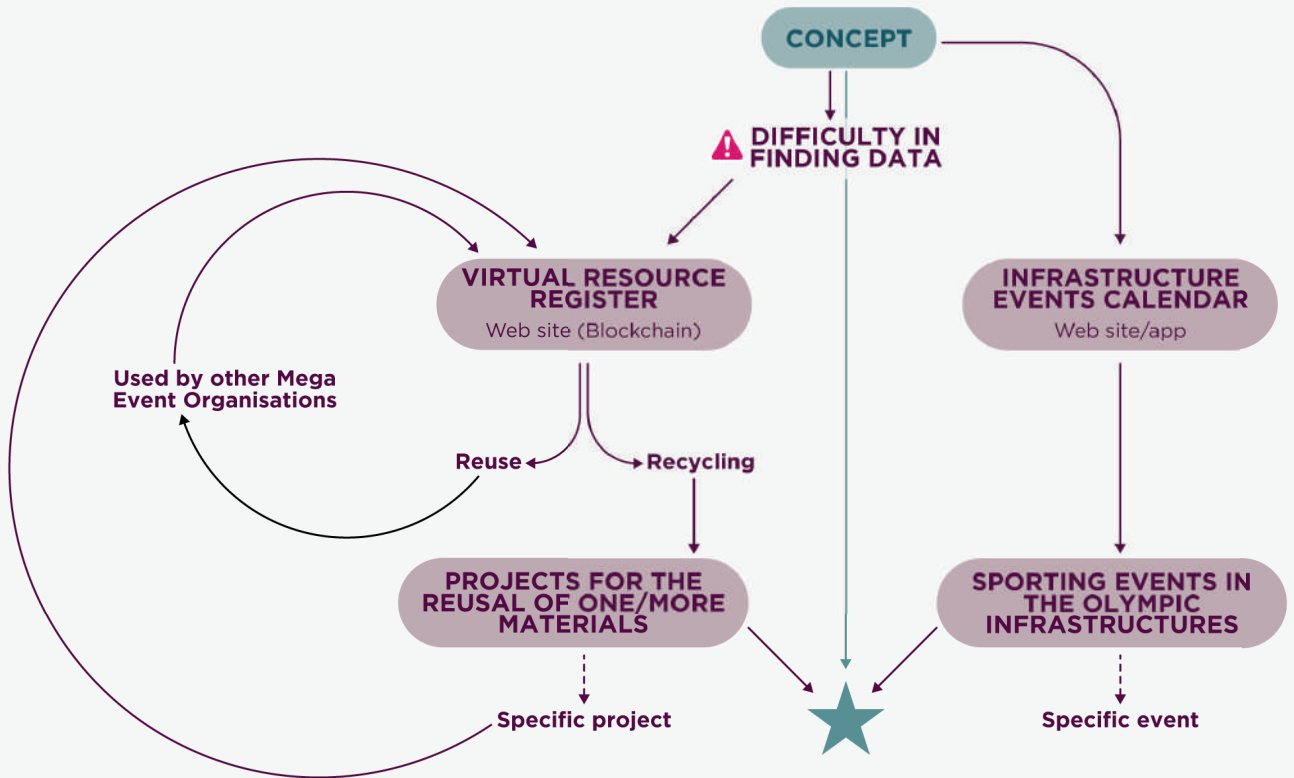 CONCEPT
DIFFICULTY IN
FINDING DATA
VIRTUAL RESOURCE
REGISTER
Web site (Blockchain)
INFRASTRUCTURE
EVENTS CALENDAR
Web site/app
Used by other Mega
Event Organisations
Reuse
Recycling
PROJECTS FOR THE
REUSAL OF ONE/MORE
MATERIALS
SPORTING EVENTS IN
THE OLYMPIC
INFRASTRUCTURES
Specific project
Specific event